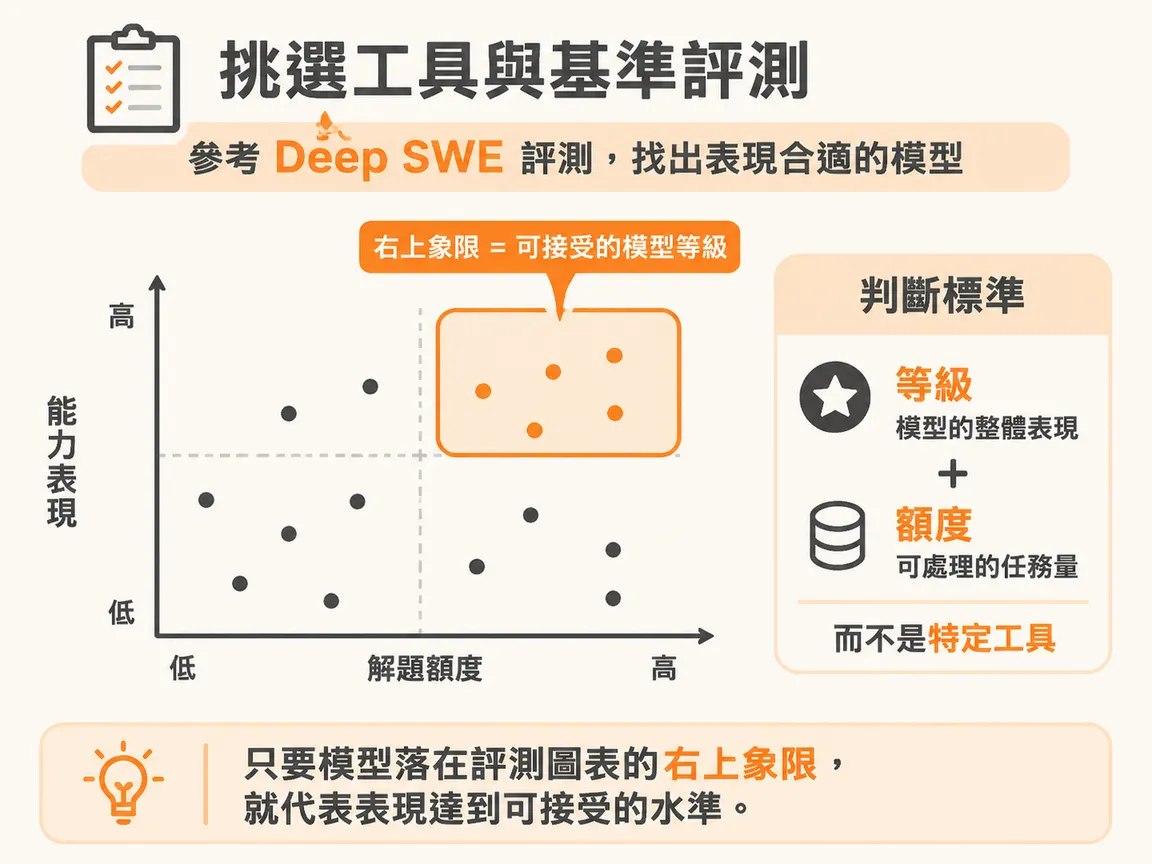 挑選工具與基準評測
參考 Deep SWE 評測，找出表現合適的模型
右上象限 = 可接受的模型等級
高
能力表現
低
低
解題額度
高
判斷標準
等級
模型的整體表現
+
額度
可處理的任務量
而不是特定工具
只要模型落在評測圖表的右上象限，
就代表表現達到可接受的水準。